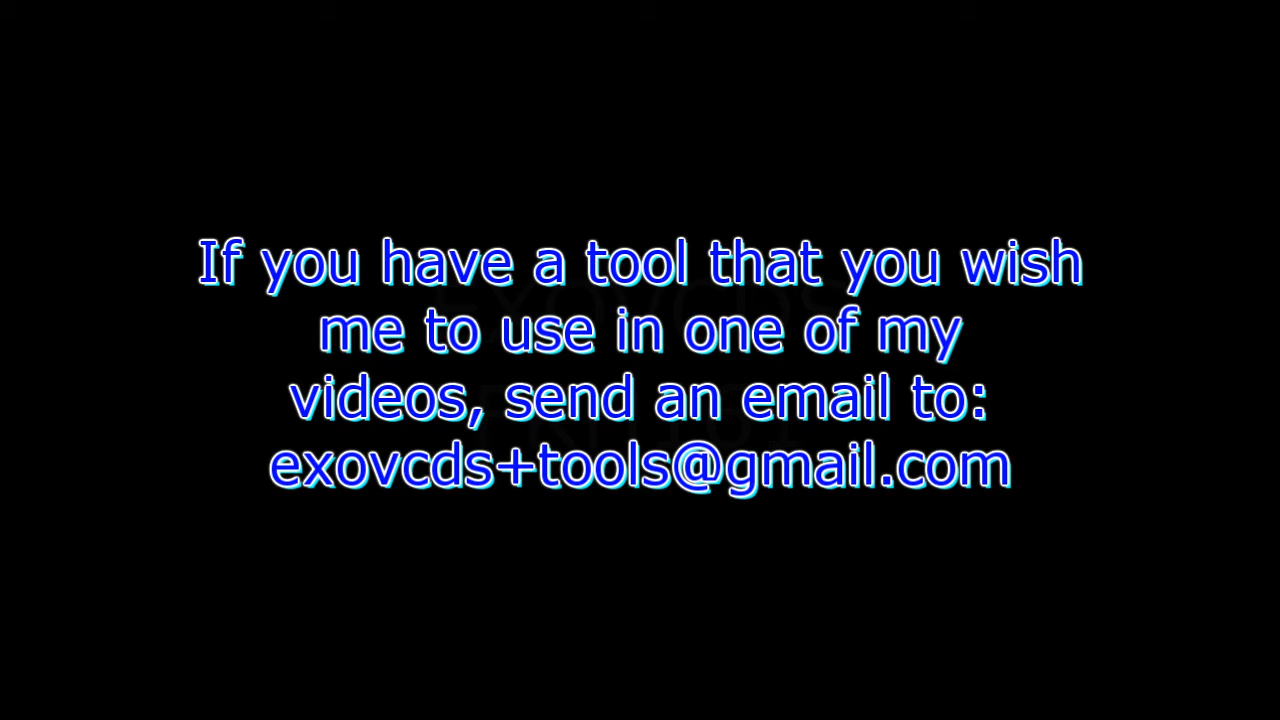 If you have a tool that you wish
me to use in one of my
videos, send an email to:
exovcds+tools@gmail.com